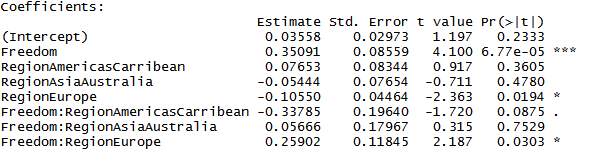 Coefficients:
Estimate Std. Error t value Pr(>|t|)
(Intercept) 0.03558 0.02973 1.197 0.2333
Freedom 0.35091 0.08559 4.100 6.77e-05 ***
RegionAmericasCarribean 0.07653 0.08344 0.917 0.3605
RegionAsiaAustralia -0.05444 0.07654 -0.711 0.4780
RegionEurope -0.10550 0.04464 -2.363 0.0194 *
Freedom:RegionAmericasCarribean -0.33785 0.19640 -1.720 0.0875 .
Freedom:RegionAsiaAustralia 0.05666 0.17967 0.315 0.7529
Freedom:RegionEurope 0.25902 0.11845 2.187 0.0303 *